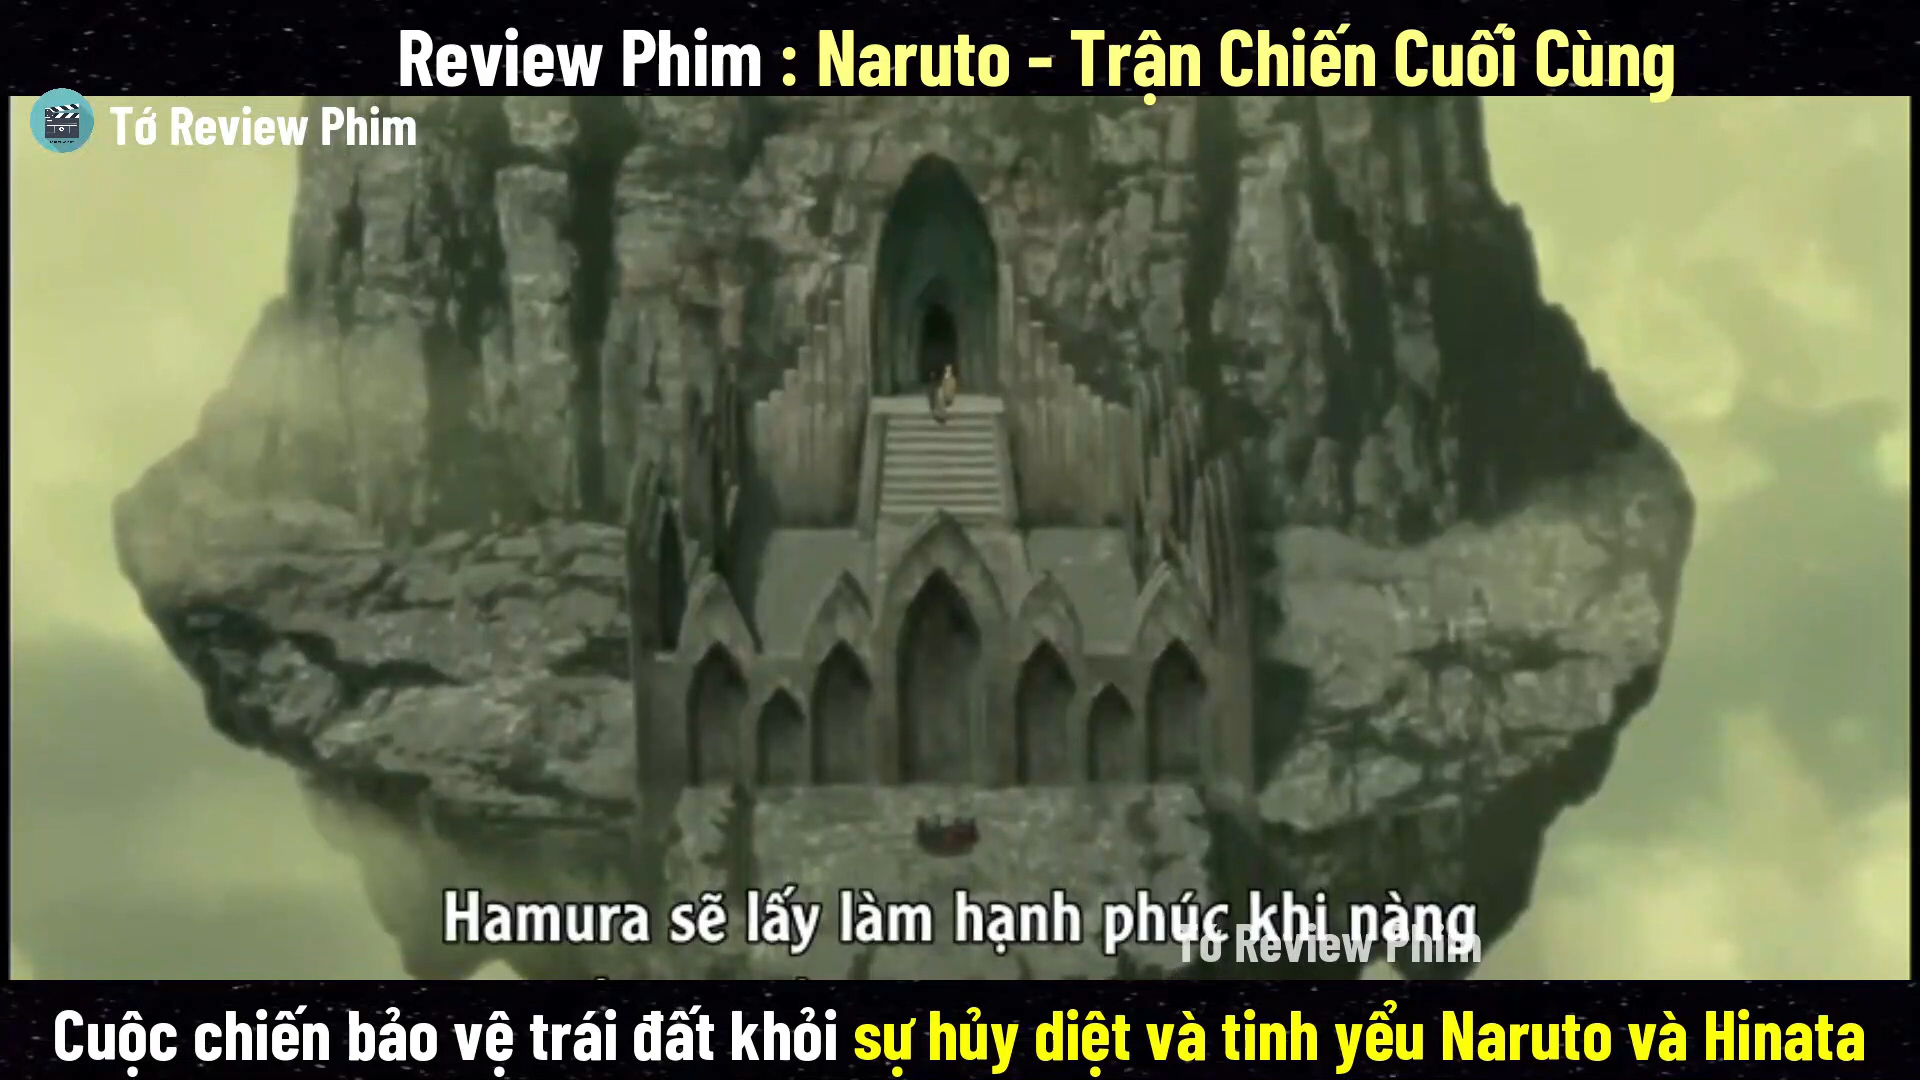 Review Phim : Naruto - Trận Chiến Cuối Cùng
Tớ Review Phim
Hamura sẽ lấy làm hạnh phúc khi nàng
Tớ Review Phim
Cuộc chiến bảo vệ trái đất khỏi sự hủy diệt và tinh yểu Naruto và Hinata